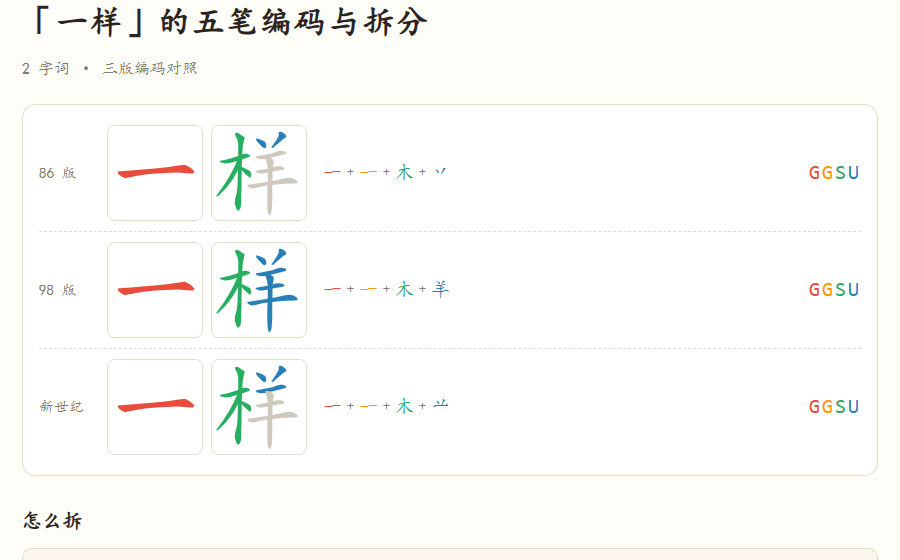 「一样」的五笔编码与拆分
2 字词 • 三版编码对照
86 版 一 样 一 + 一 + 木 + 丷 GGSU
98 版 一 样 一 + 一 + 木 + 羊 GGSU
新世纪 一 样 一 + 一 + 木 + 䒑 GGSU
怎么拆